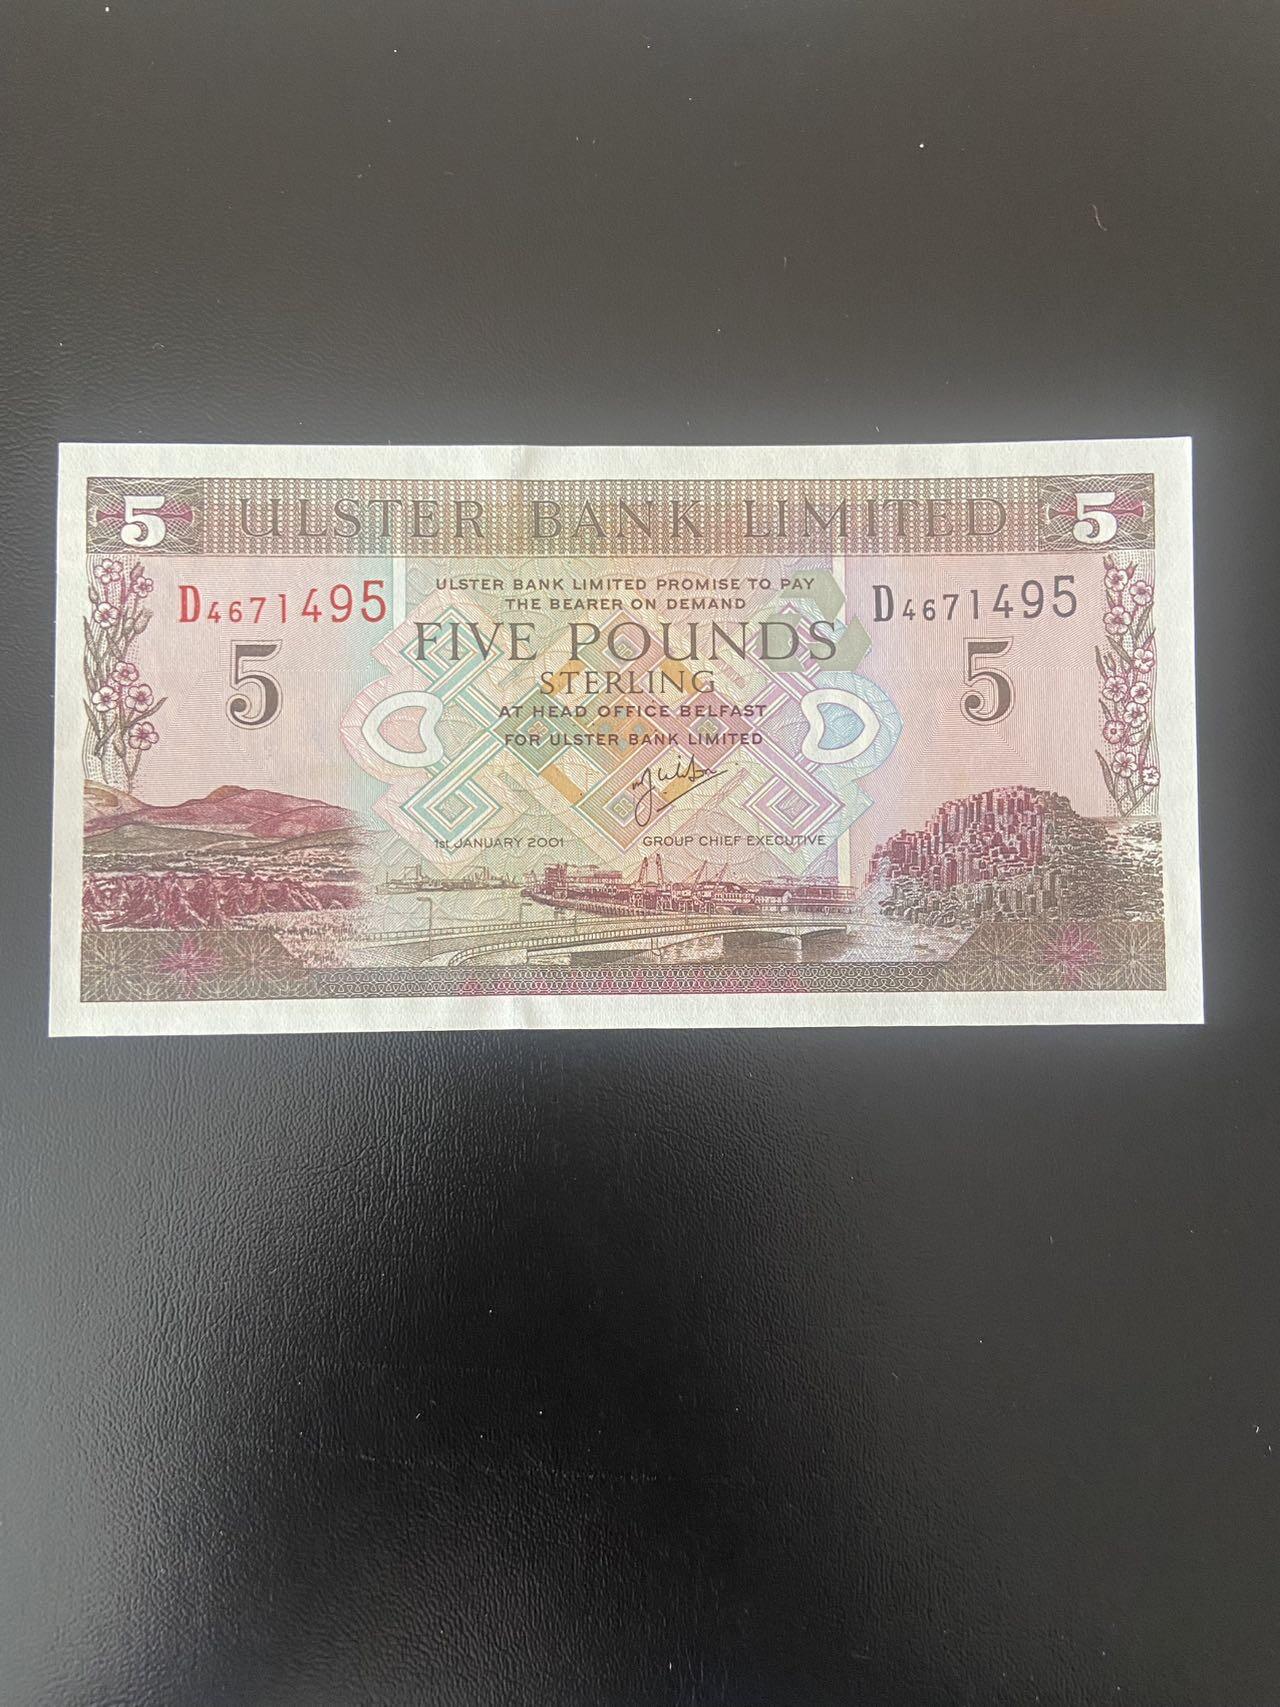 5 ULSTER BANK LIMITED 5
D4671495 ULSTER BANK LIMITED PROMISE TO PAY D4671495
THE BEARER ON DEMAND
5 FIVE POUNDS 5
STERLING
AT HEAD OFFICE BELFAST
FOR ULSTER BANK LIMITED
1st JANUARY 2001 GROUP CHIEF EXECUTIVE